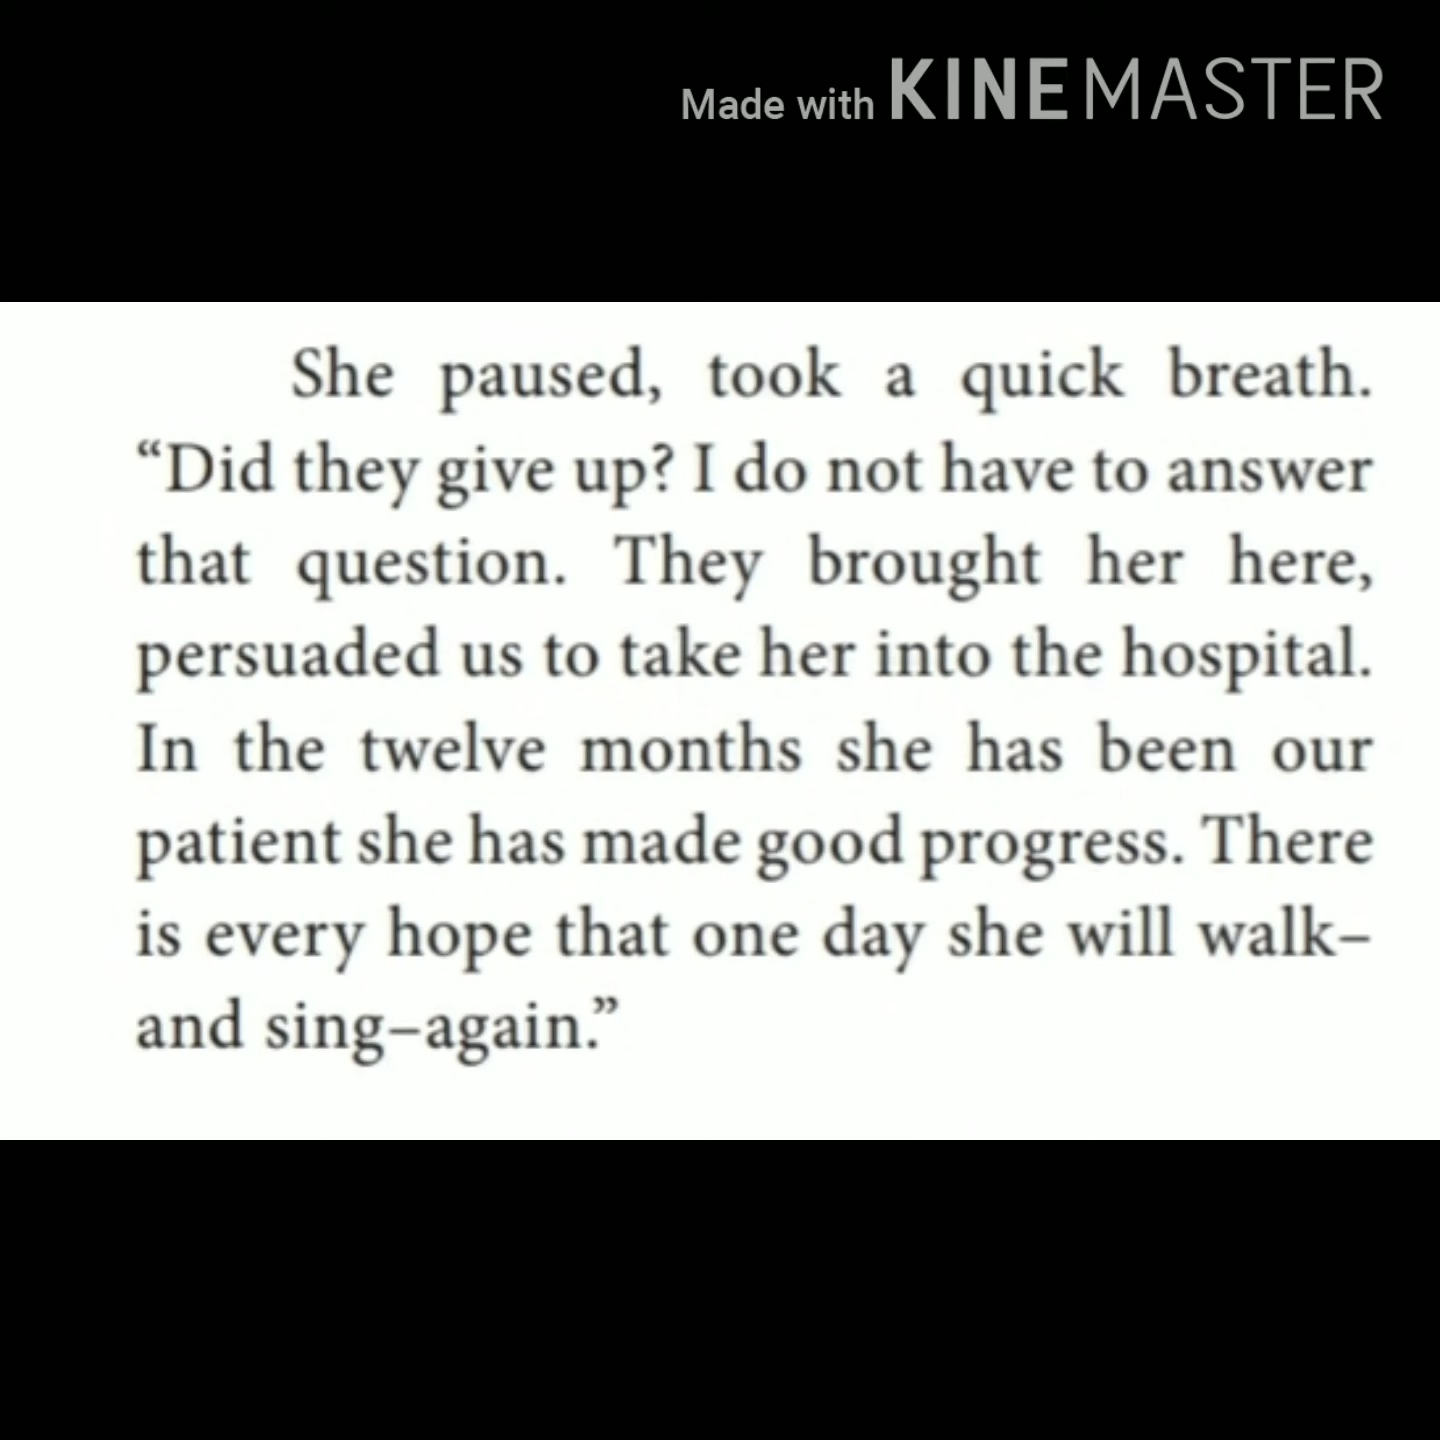 Made with KINEMASTER
She paused, took a quick breath.
“Did they give up? I do not have to answer
that question. They brought her here,
persuaded us to take her into the hospital.
In the twelve months she has been our
patient she has made good progress. There
is every hope that one day she will walk–
and sing–again.”